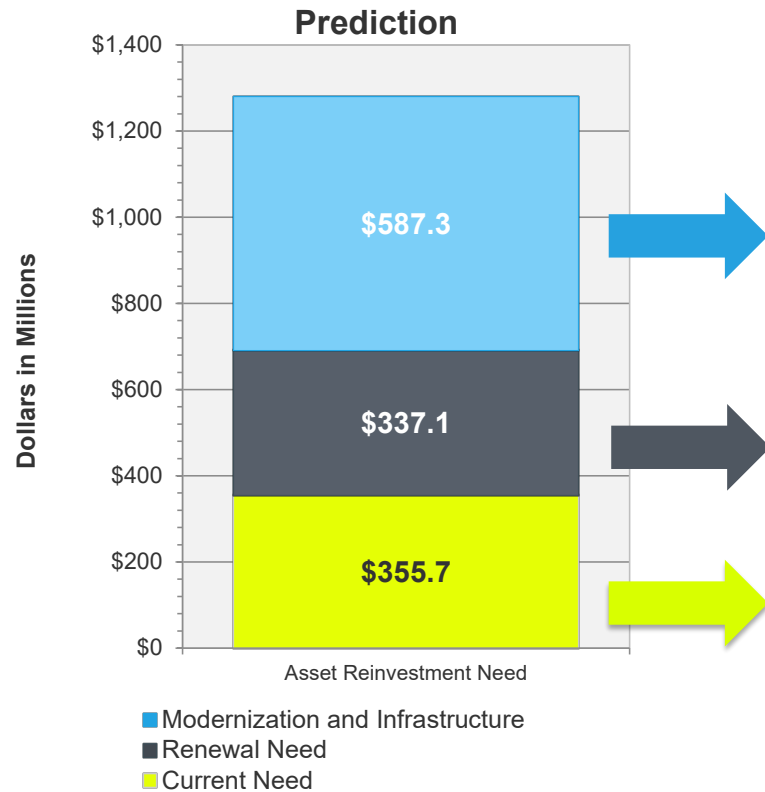 Prediction
$1,400
$1,200
$1,000
$800
$600
$400
$200
$0
Dollars in Millions
$587.3
$337.1
$355.7
Asset Reinvestment Need
Modernization and Infrastructure
Renewal Need
Current Need